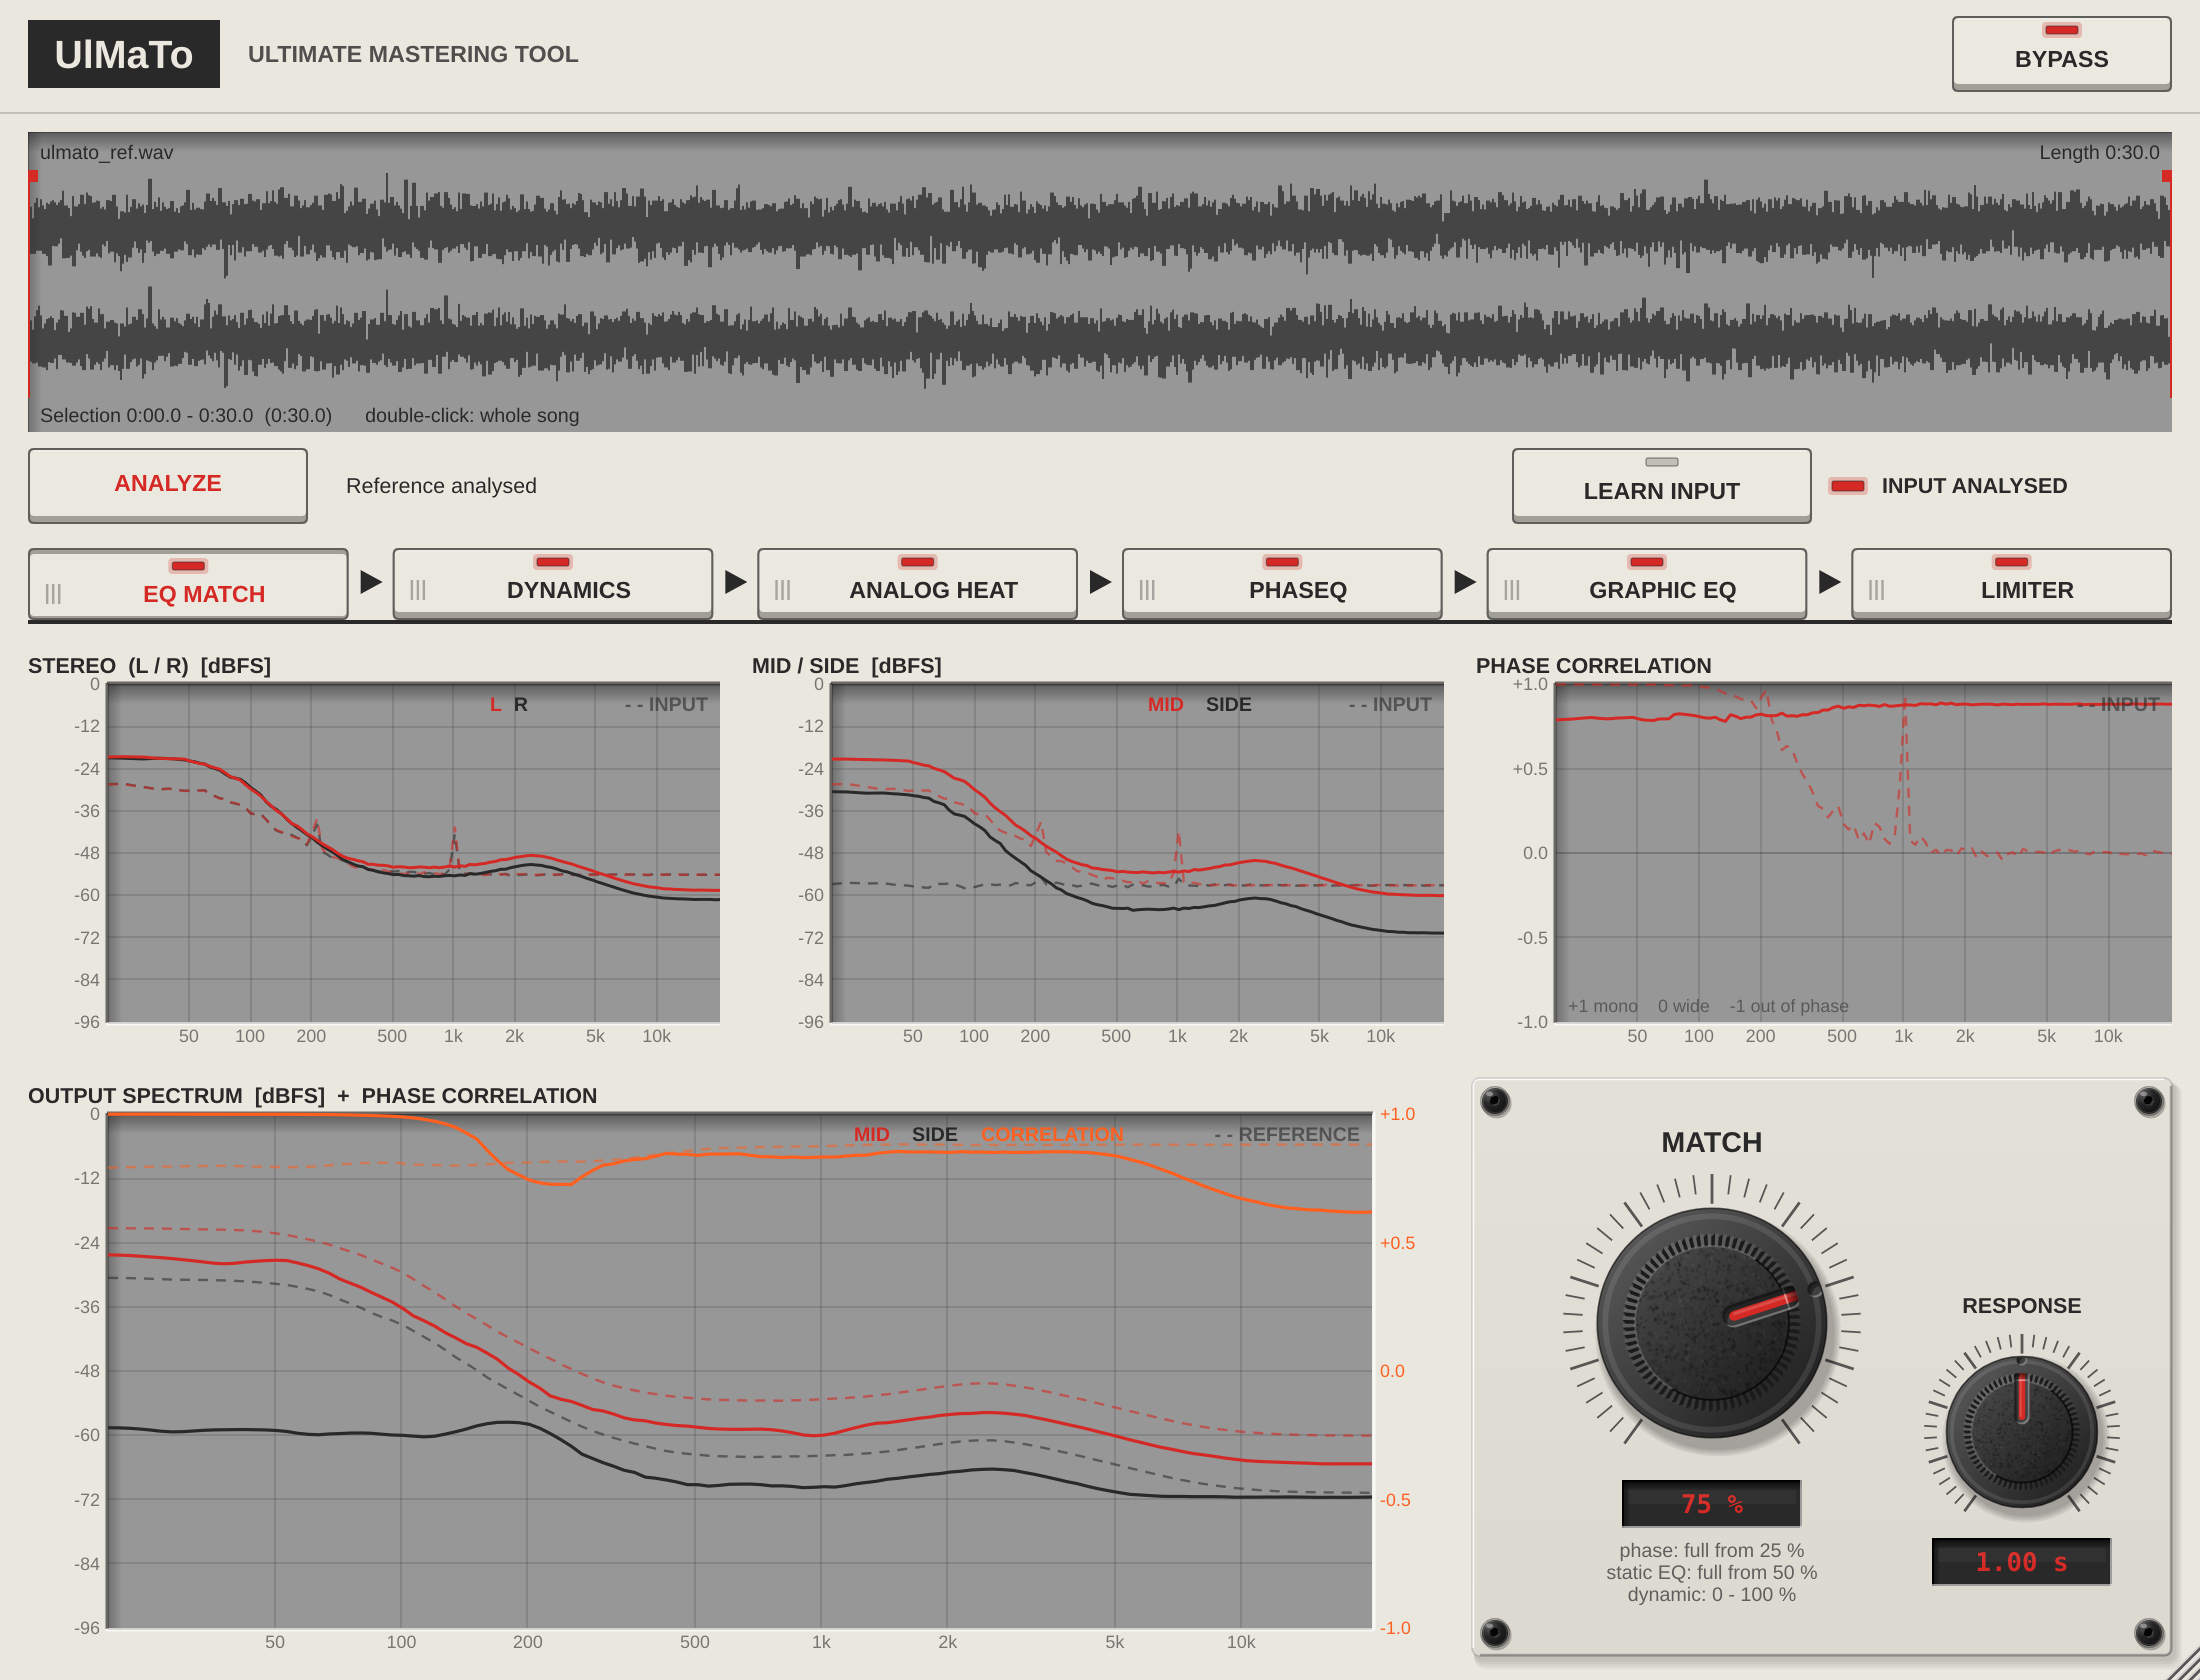 UlMaTo
ULTIMATE MASTERING TOOL
BYPASS
ulmato_ref.wav
Length 0:30.0
Selection 0:00.0 - 0:30.0 (0:30.0) double-click: whole song
ANALYZE
Reference analysed
LEARN INPUT
INPUT ANALYSED
EQ MATCH
DYNAMICS
ANALOG HEAT
PHASEQ
GRAPHIC EQ
LIMITER
STEREO (L / R) [dBFS]
L R - - INPUT
0
-12
-24
-36
-48
-60
-72
-84
-96
50 100 200 500 1k 2k 5k 10k
MID / SIDE [dBFS]
MID SIDE - - INPUT
0
-12
-24
-36
-48
-60
-72
-84
-96
50 100 200 500 1k 2k 5k 10k
PHASE CORRELATION
- - INPUT
+1.0
+0.5
0.0
-0.5
-1.0
+1 mono 0 wide -1 out of phase
50 100 200 500 1k 2k 5k 10k
OUTPUT SPECTRUM [dBFS] + PHASE CORRELATION
MID SIDE CORRELATION - - REFERENCE
0
-12
-24
-36
-48
-60
-72
-84
-96
+1.0
+0.5
0.0
-0.5
-1.0
50 100 200 500 1k 2k 5k 10k
MATCH
75 %
phase: full from 25 %
static EQ: full from 50 %
dynamic: 0 - 100 %
RESPONSE
1.00 s